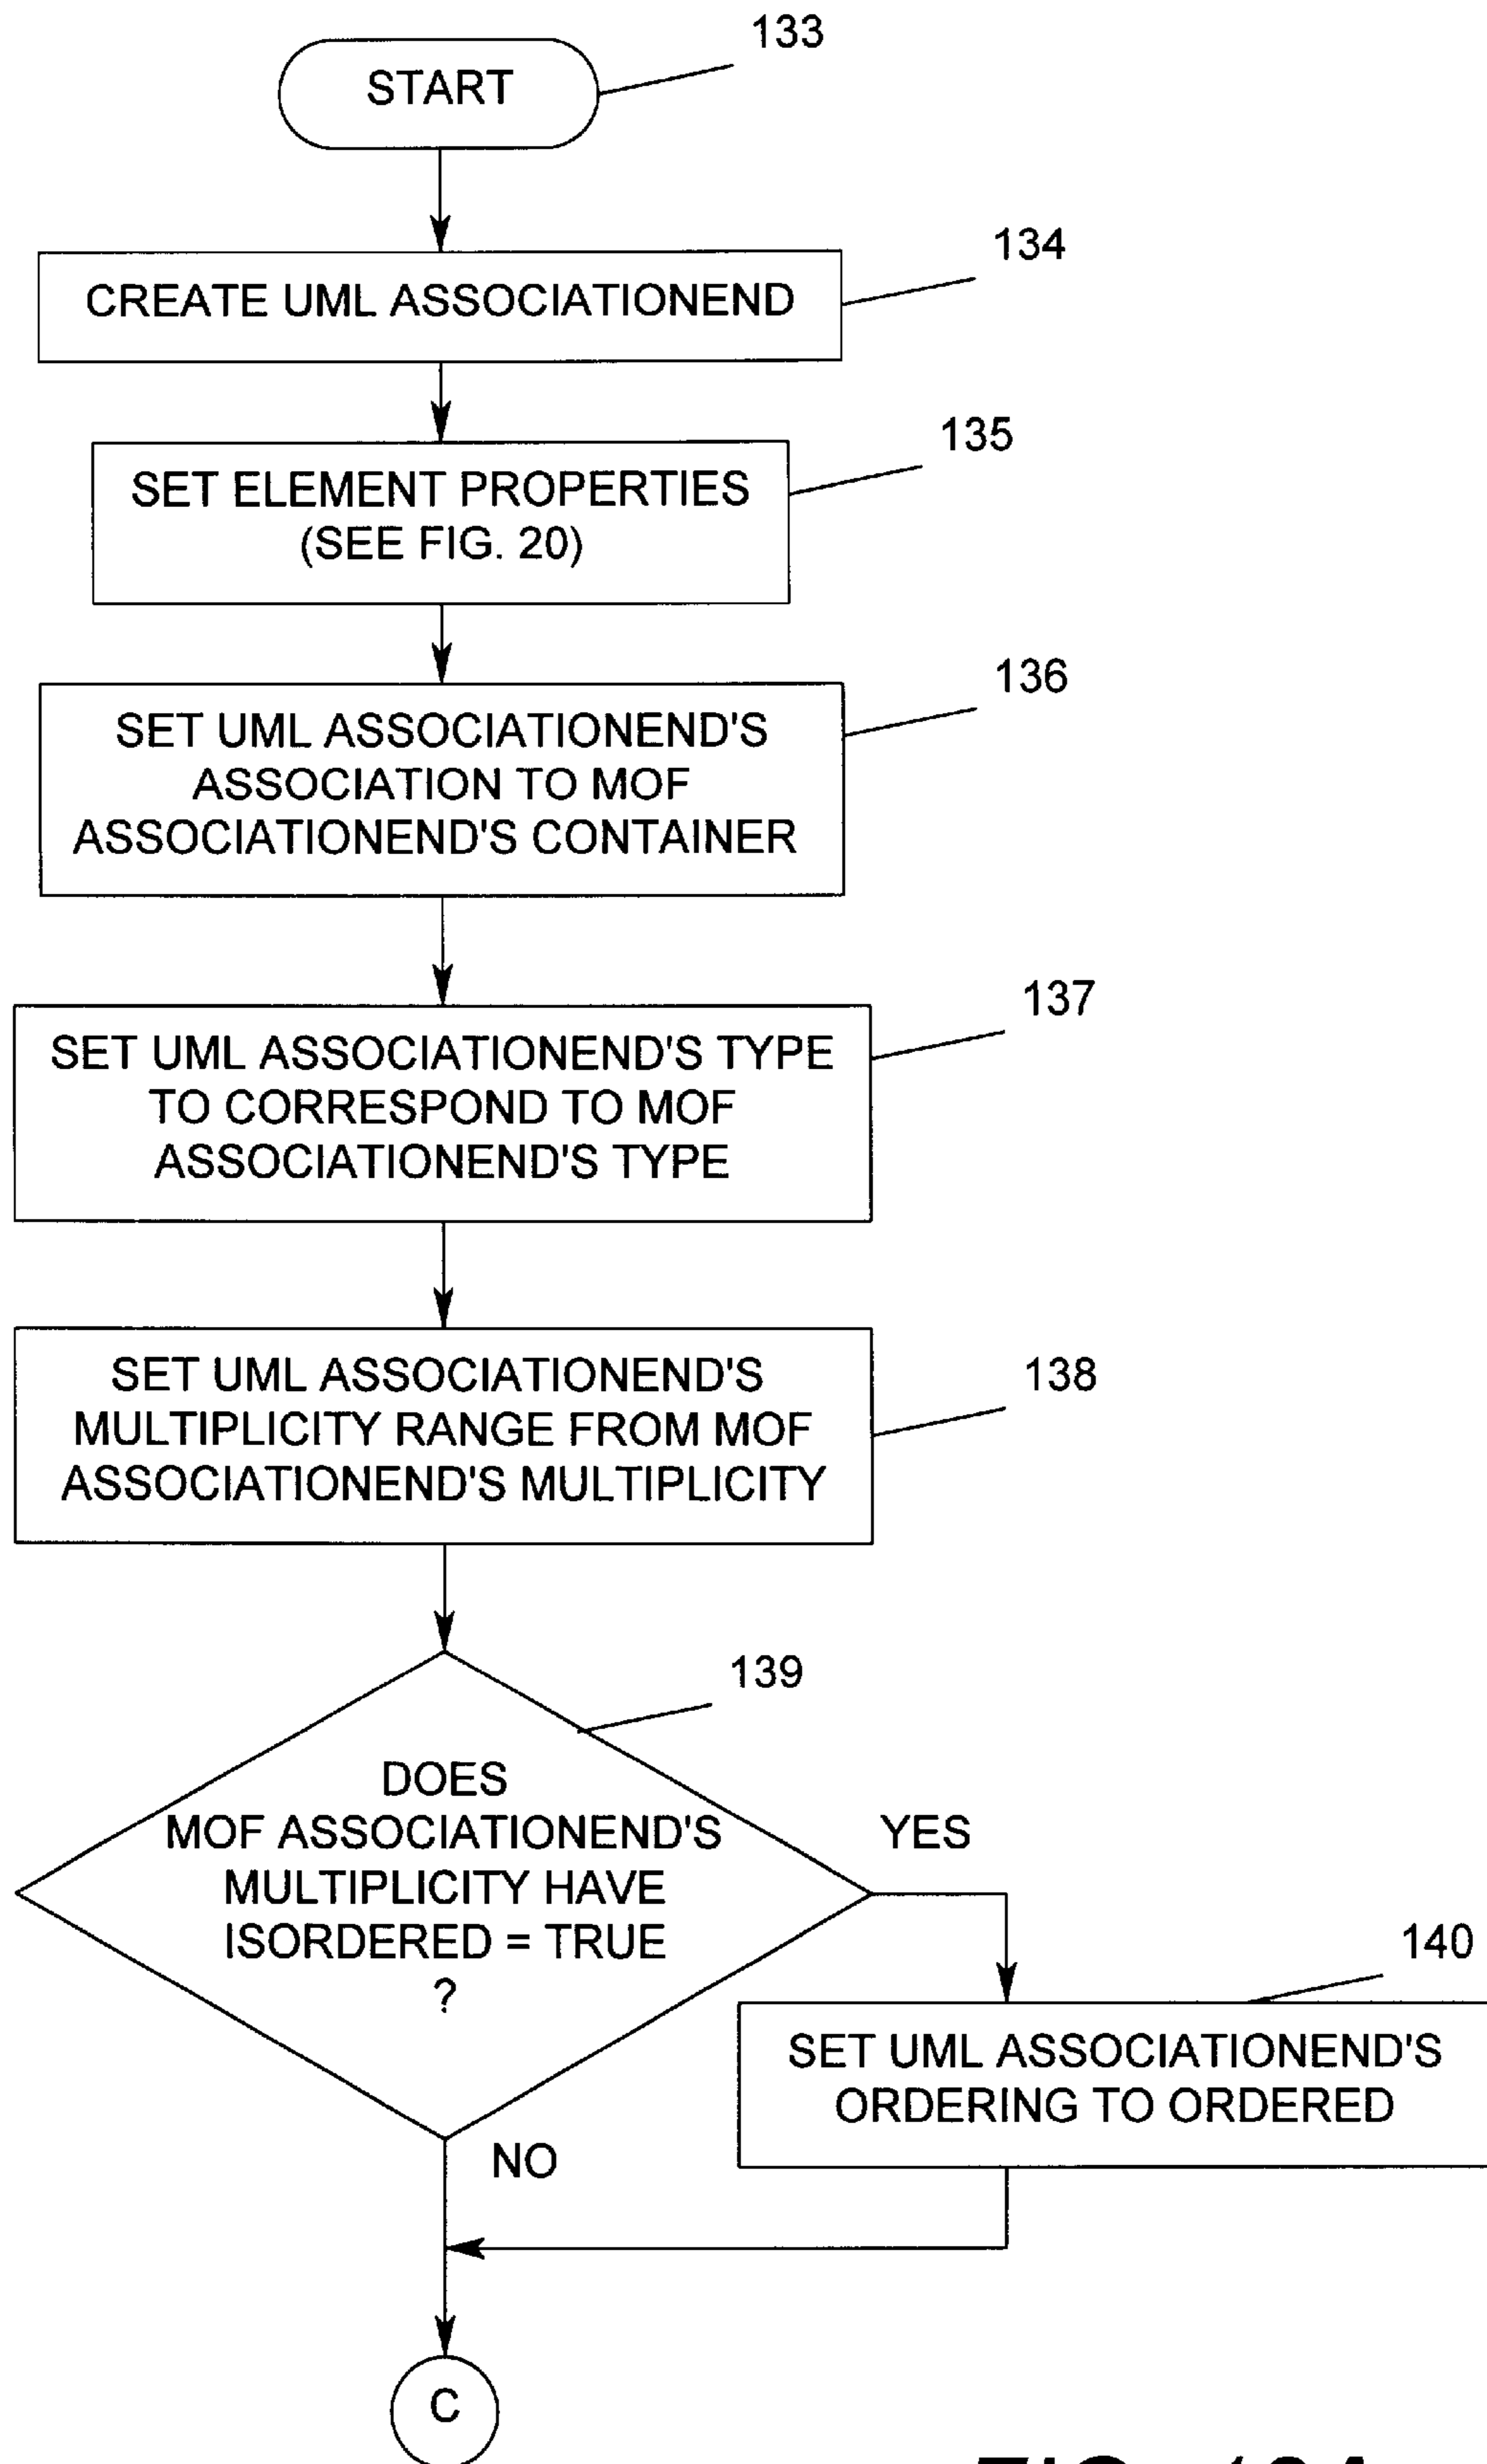 133
START
134
CREATE UML ASSOCIATIONEND
135
SET ELEMENT PROPERTIES
(SEE FIG. 20)
136
SET UML ASSOCIATIONEND'S
ASSOCIATION TO MOF
ASSOCIATIONEND'S CONTAINER
137
SET UML ASSOCIATIONEND'S TYPE
TO CORRESPOND TO MOF
ASSOCIATIONEND'S TYPE
138
SET UML ASSOCIATIONEND'S
MULTIPLICITY RANGE FROM MOF
ASSOCIATIONEND'S MULTIPLICITY
139
DOES
MOF ASSOCIATIONEND'S
MULTIPLICITY HAVE
ISORDERED = TRUE
?
YES
140
SET UML ASSOCIATIONEND'S
ORDERING TO ORDERED
NO
C